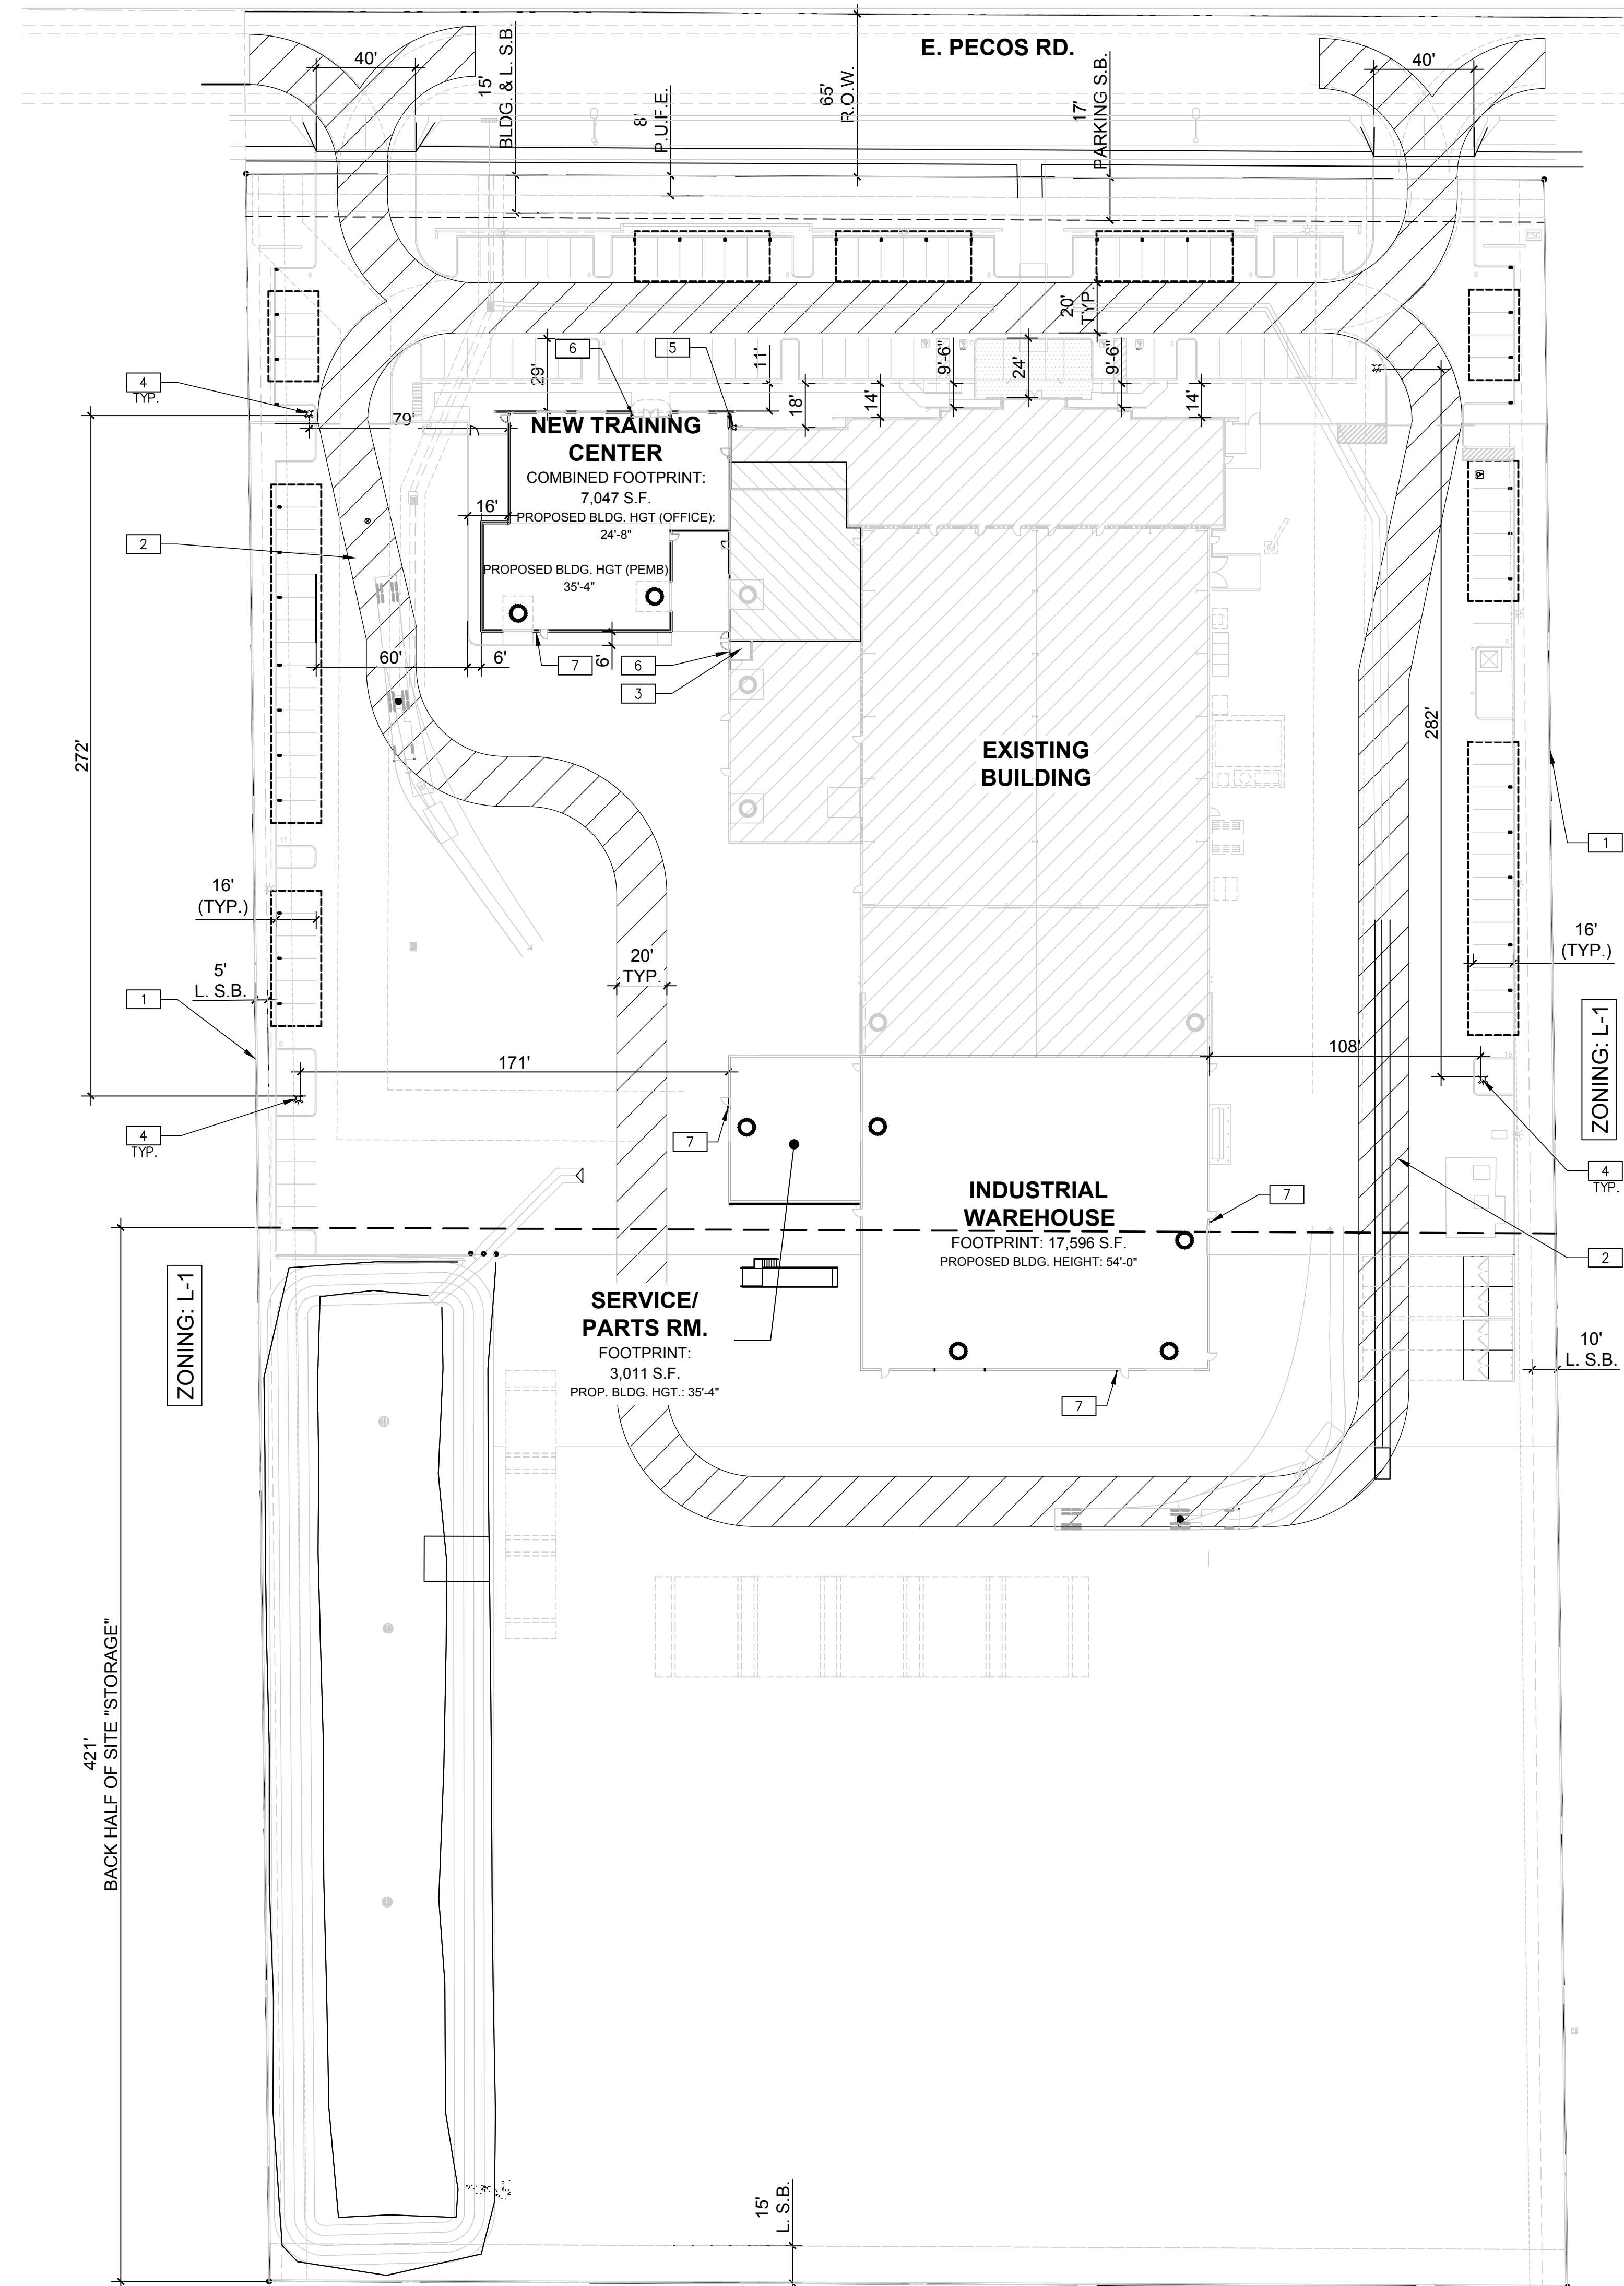 E. PECOS RD.
40'
15'
BLDG. & L. S.B.
8'
P.U.F.E.
65'
R.O.W.
17'
PARKING S.B.
40'
20'
TYP.
6
5
4
TYP.
29'
11'
18'
14'
9'-6"
24'
9'-6"
14'
79'
NEW TRAINING
CENTER
COMBINED FOOTPRINT:
7,047 S.F.
PROPOSED BLDG. HGT (OFFICE):
24'-8"
PROPOSED BLDG. HGT (PEMB)
35'-4"
16'
2
60'
6'
7
6'
6
3
272'
EXISTING
BUILDING
282'
1
16'
(TYP.)
5'
L. S.B.
1
20'
TYP.
16'
(TYP.)
ZONING: L-1
171'
108'
4
TYP.
7
4
TYP.
INDUSTRIAL
WAREHOUSE
FOOTPRINT: 17,596 S.F.
PROPOSED BLDG. HEIGHT: 54'-0"
7
2
ZONING: L-1
SERVICE/
PARTS RM.
FOOTPRINT:
3,011 S.F.
PROP. BLDG. HGT.: 35'-4"
7
10'
L. S.B.
421'
BACK HALF OF SITE "STORAGE"
15'
L. S.B.